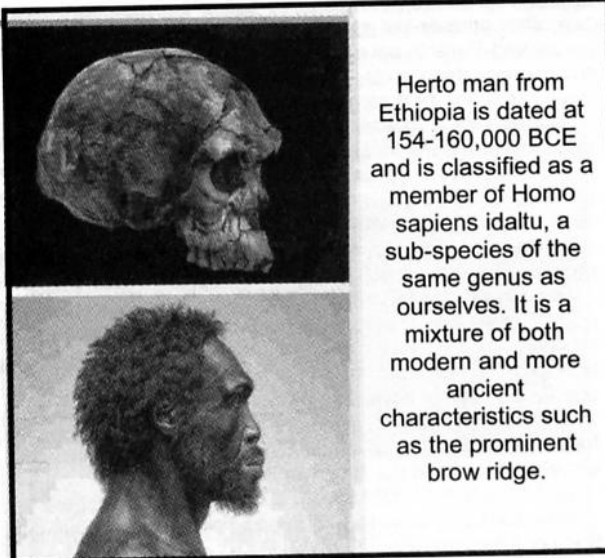 Herto man from
Ethiopia is dated at
154-160,000 BCE
and is classified as a
member of Homo
sapiens idaltu, a
sub-species of the
same genus as
ourselves. It is a
mixture of both
modern and more
ancient
characteristics such
as the prominent
brow ridge.